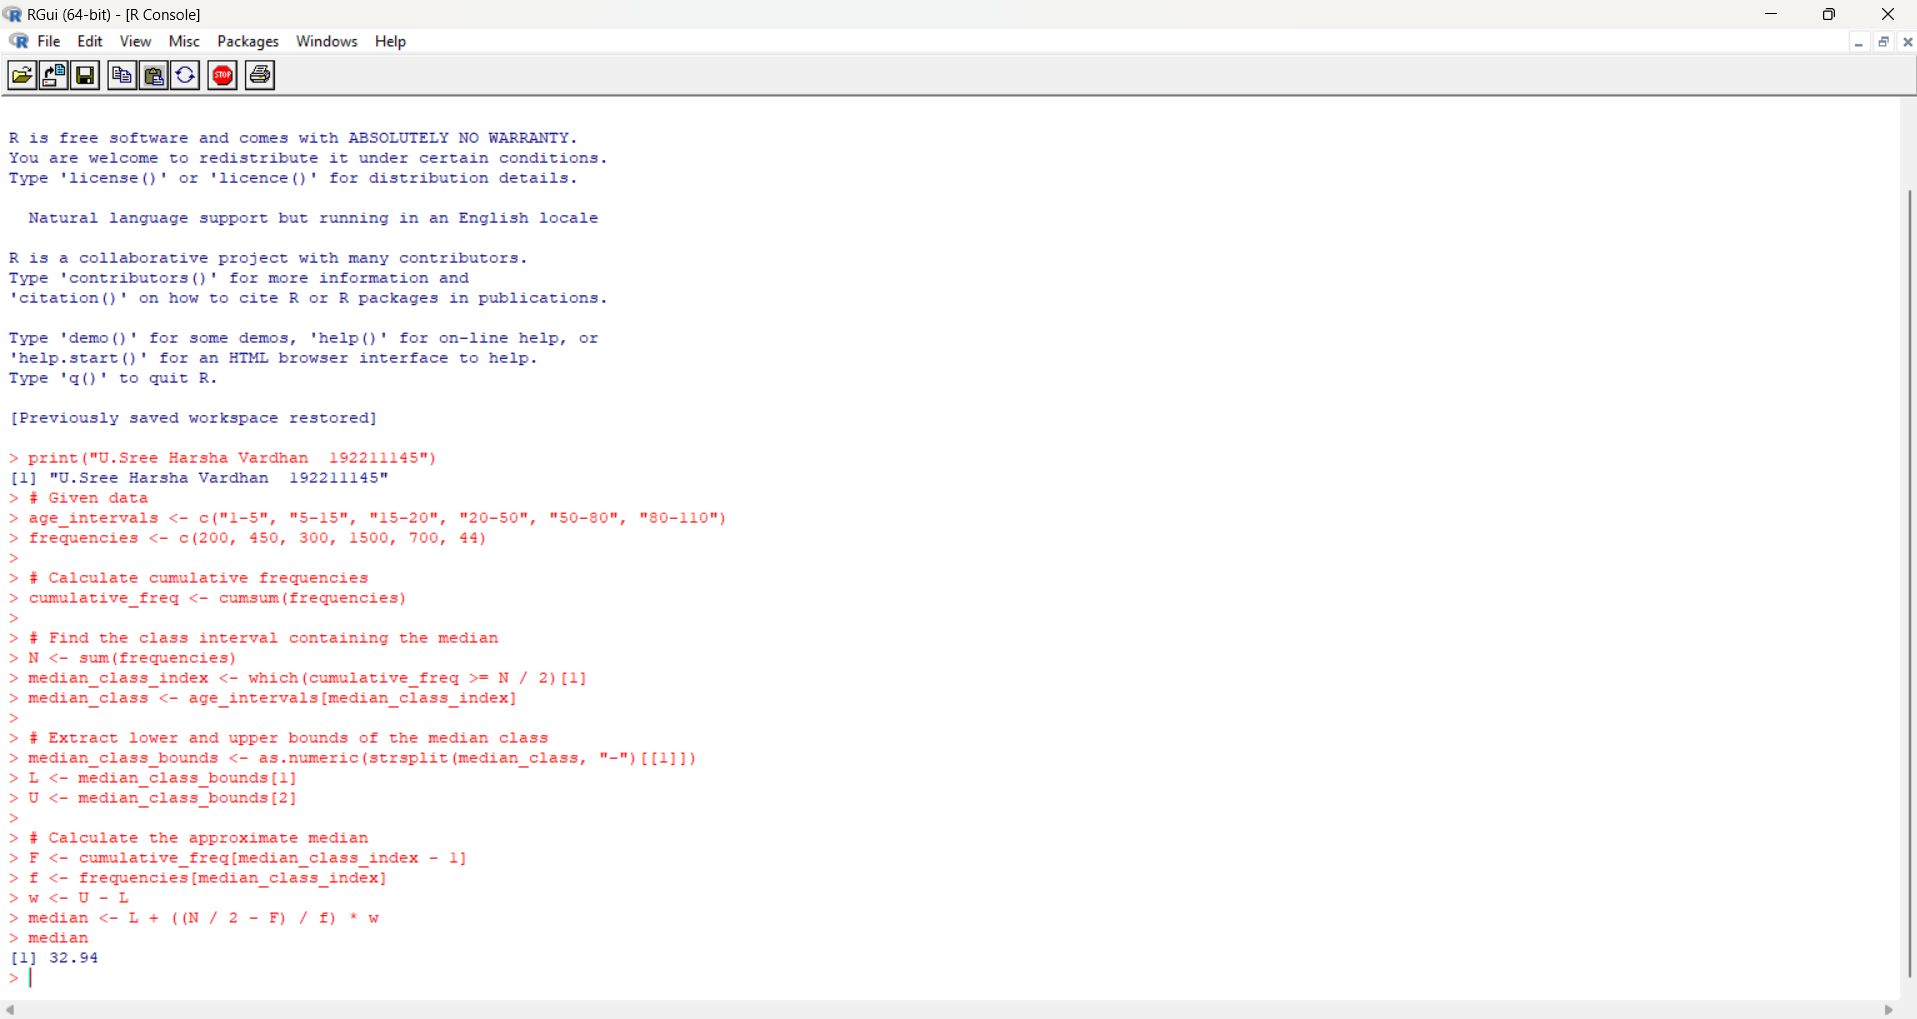 RGui (64-bit) - [R Console]
File Edit View Misc Packages Windows Help
STOP
R is free software and comes with ABSOLUTELY NO WARRANTY.
You are welcome to redistribute it under certain conditions.
Type 'license()' or 'licence()' for distribution details.
Natural language support but running in an English locale
R is a collaborative project with many contributors.
Type 'contributors()' for more information and
'citation()' on how to cite R or R packages in publications.
Type 'demo()' for some demos, 'help()' for on-line help, or
'help.start()' for an HTML browser interface to help.
Type 'q()' to quit R.
[Previously saved workspace restored]
> print("U.Sree Harsha Vardhan  192211145")
[1] "U.Sree Harsha Vardhan  192211145"
> # Given data
> age_intervals <- c("1-5", "5-15", "15-20", "20-50", "50-80", "80-110")
> frequencies <- c(200, 450, 300, 1500, 700, 44)
>
> # Calculate cumulative frequencies
> cumulative_freq <- cumsum(frequencies)
>
> # Find the class interval containing the median
> N <- sum(frequencies)
> median_class_index <- which(cumulative_freq >= N / 2)[1]
> median_class <- age_intervals[median_class_index]
>
> # Extract lower and upper bounds of the median class
> median_class_bounds <- as.numeric(strsplit(median_class, "-")[[1]])
> L <- median_class_bounds[1]
> U <- median_class_bounds[2]
>
> # Calculate the approximate median
> F <- cumulative_freq[median_class_index - 1]
> f <- frequencies[median_class_index]
> w <- U - L
> median <- L + ((N / 2 - F) / f) * w
> median
[1] 32.94
>